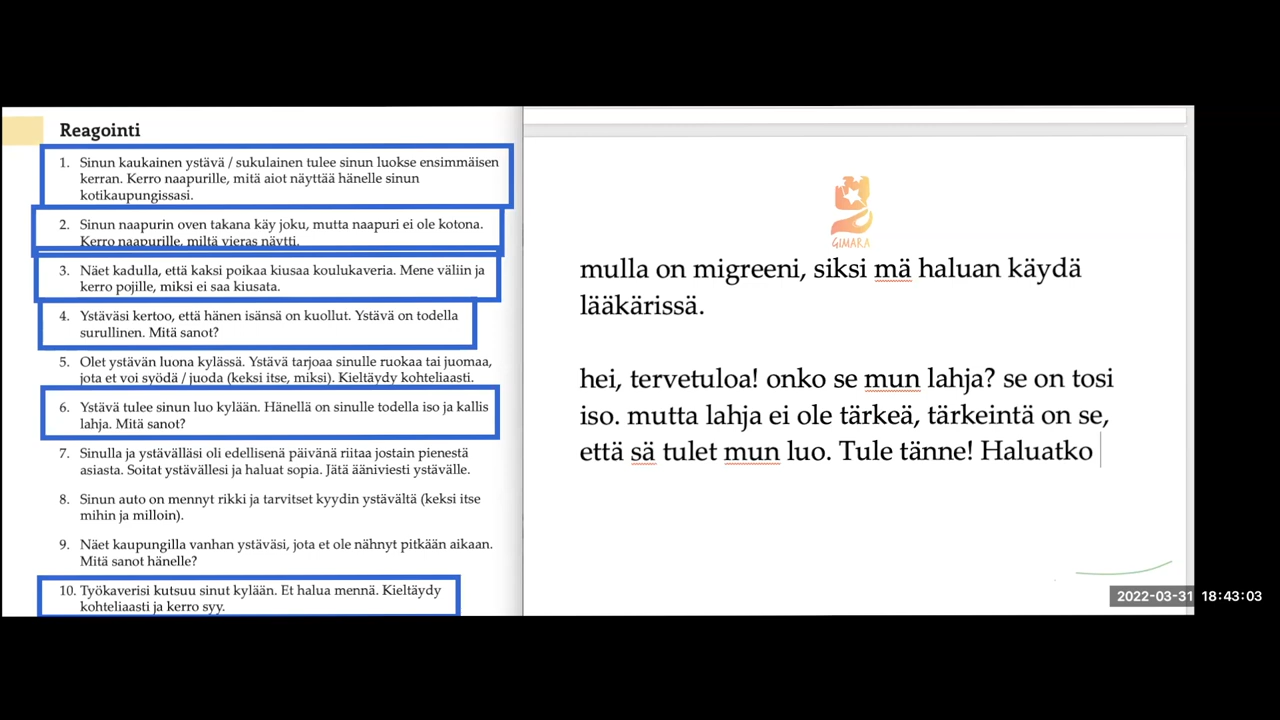 Reagointi
1. Sinun kaukainen ystävä / sukulainen tulee sinun luokse ensimmäisen
kerran. Kerro naapurille, mitä aiot näyttää hänelle sinun
kotikaupungissasi.
2. Sinun naapurin oven takana käy joku, mutta naapuri ei ole kotona.
Kerro naapurille, miltä vieras näytti.
3. Näet kadulla, että kaksi poikaa kiusaa koulukaveria. Mene väliin ja
kerro pojille, miksi ei saa kiusata.
4. Ystäväsi kertoo, että hänen isänsä on kuollut. Ystävä on todella
surullinen. Mitä sanot?
5. Olet ystävän luona kylässä. Ystävä tarjoaa sinulle ruokaa tai juomaa,
jota et voi syödä / juoda (keksi itse, miksi). Kieltäydy kohteliaasti.
6. Ystävä tulee sinun luo kylään. Hänellä on sinulle todella iso ja kallis
lahja. Mitä sanot?
7. Sinulla ja ystävälläsi oli edellisenä päivänä riitaa jostain pienestä
asiasta. Soitat ystävällesi ja haluat sopia. Jätä ääniviesti ystävälle.
8. Sinun auto on mennyt rikki ja tarvitset kyydin ystävältä (keksi itse
mihin ja milloin).
9. Näet kaupungilla vanhan ystäväsi, jota et ole nähnyt pitkään aikaan.
Mitä sanot hänelle?
10. Työkaverisi kutsuu sinut kylään. Et halua mennä. Kieltäydy
kohteliaasti ja kerro syy.
GIMARA
mulla on migreeni, siksi mä haluan käydä
lääkärissä.
hei, tervetuloa! onko se mun lahja? se on tosi
iso. mutta lahja ei ole tärkeä, tärkeintä on se,
että sä tulet mun luo. Tule tänne! Haluatko
2022-03-31 18:43:03